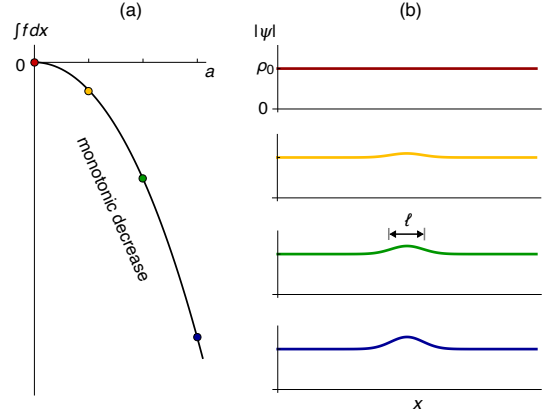 (a)
∫ f dx
0
a
monotonic decrease
(b)
|ψ|
ρ₀
0
ℓ
x